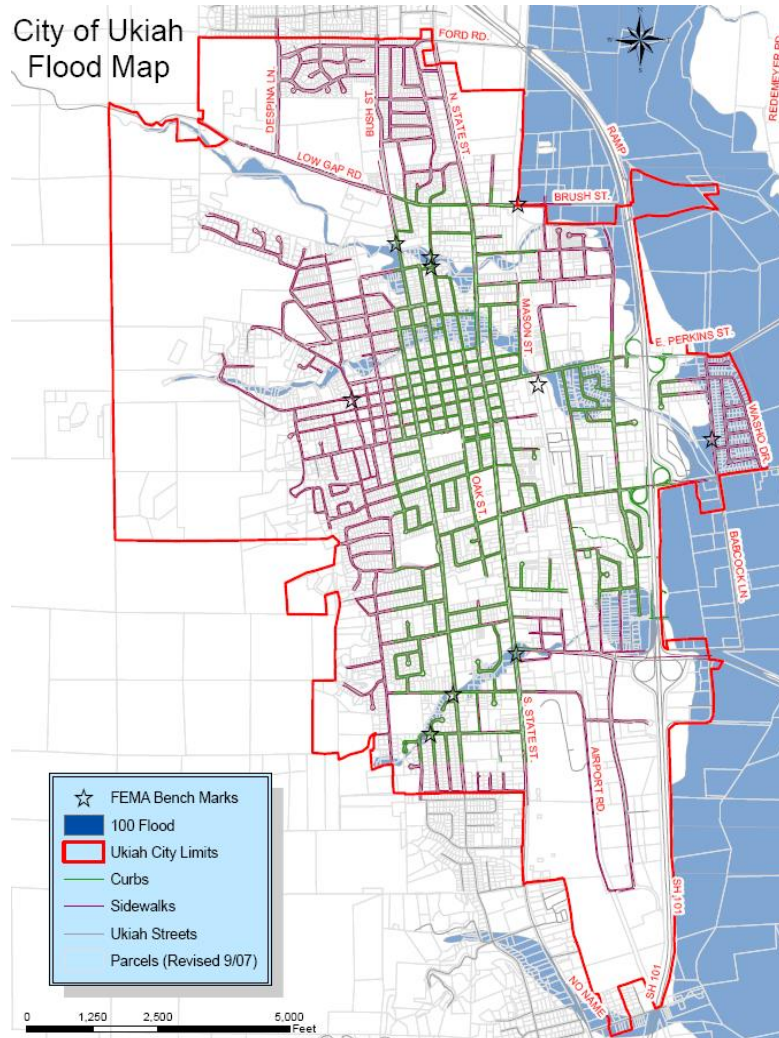 City of Ukiah
Flood Map
FORD RD.
REDEMEYER RD
DESPINA LN.
BUSH ST.
N. STATE ST.
RAMP
LOW GAP RD
BRUSH ST.
MASON ST.
E. PERKINS ST.
WASHO DR.
OAK ST.
BABCOCK LN.
S. STATE ST.
AIRPORT RD
SH 101
NO NAME
SH 101
FEMA Bench Marks
100 Flood
Ukiah City Limits
Curbs
Sidewalks
Ukiah Streets
Parcels (Revised 9/07)
0 1,250 2,500 5,000
Feet